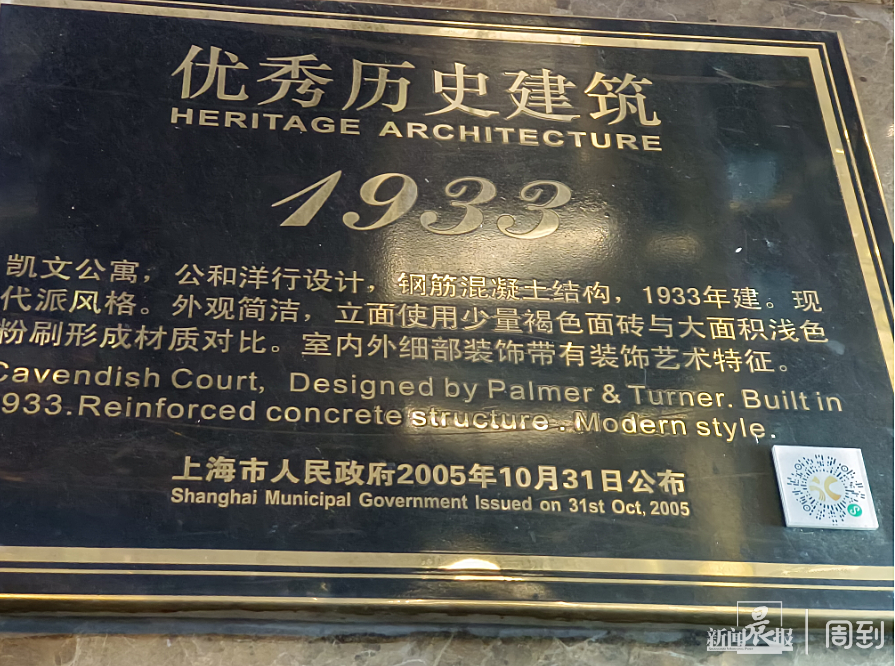 优秀历史建筑
HERITAGE ARCHITECTURE
1933
凯文公寓，公和洋行设计，钢筋混凝土结构，1933年建。现
代派风格。外观简洁，立面使用少量褐色面砖与大面积浅色
粉刷形成材质对比。室内外细部装饰带有装饰艺术特征。
Cavendish Court, Designed by Palmer & Turner. Built in
1933.Reinforced concrete structure. Modern style.
上海市人民政府2005年10月31日公布
Shanghai Municipal Government Issued on 31st Oct, 2005
新闻晨报 周到